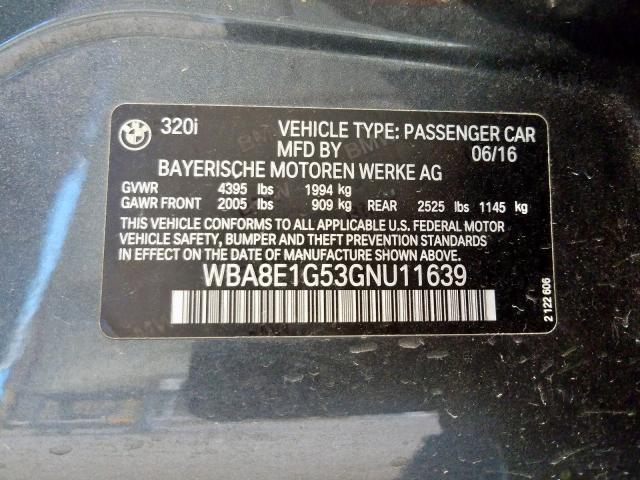 320i VEHICLE TYPE: PASSENGER CAR
MFD BY 06/16
BAYERISCHE MOTOREN WERKE AG
GVWR 4395 lbs 1994 kg
GAWR FRONT 2005 lbs 909 kg REAR 2525 lbs 1145 kg
THIS VEHICLE CONFORMS TO ALL APPLICABLE U.S. FEDERAL MOTOR
VEHICLE SAFETY, BUMPER AND THEFT PREVENTION STANDARDS
IN EFFECT ON THE DATE OF MANUFACTURE SHOWN ABOVE.
WBA8E1G53GNU11639
2 122 606